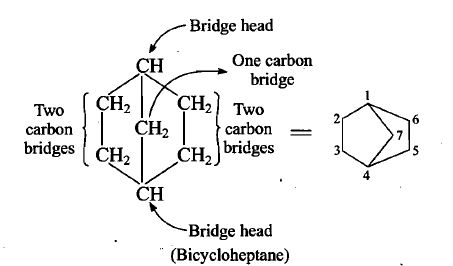 Bridge head
CH
One carbon
bridge
CH₂
CH₂
Two
carbon
bridges
CH₂
Two
carbon
bridges
CH₂
CH₂
CH
=
1
2
6
7
3
5
4
Bridge head
(Bicycloheptane)